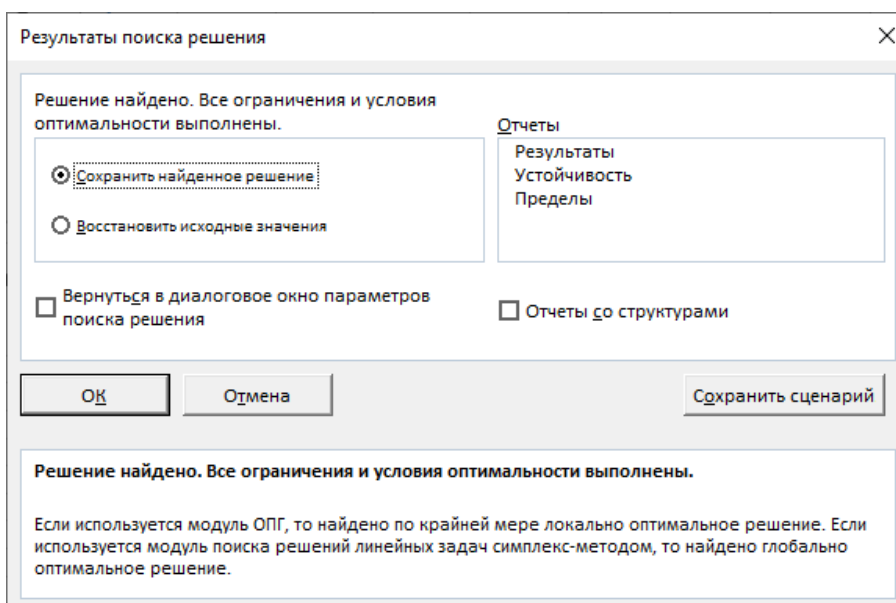 Результаты поиска решения
Решение найдено. Все ограничения и условия
оптимальности выполнены.
Сохранить найденное решение
Восстановить исходные значения
Отчеты
Результаты
Устойчивость
Пределы
Вернуться в диалоговое окно параметров
поиска решения
Отчеты со структурами
ОК
Отмена
Сохранить сценарий
Решение найдено. Все ограничения и условия оптимальности выполнены.
Если используется модуль ОПГ, то найдено по крайней мере локально оптимальное решение. Если
используется модуль поиска решений линейных задач симплекс-методом, то найдено глобально
оптимальное решение.